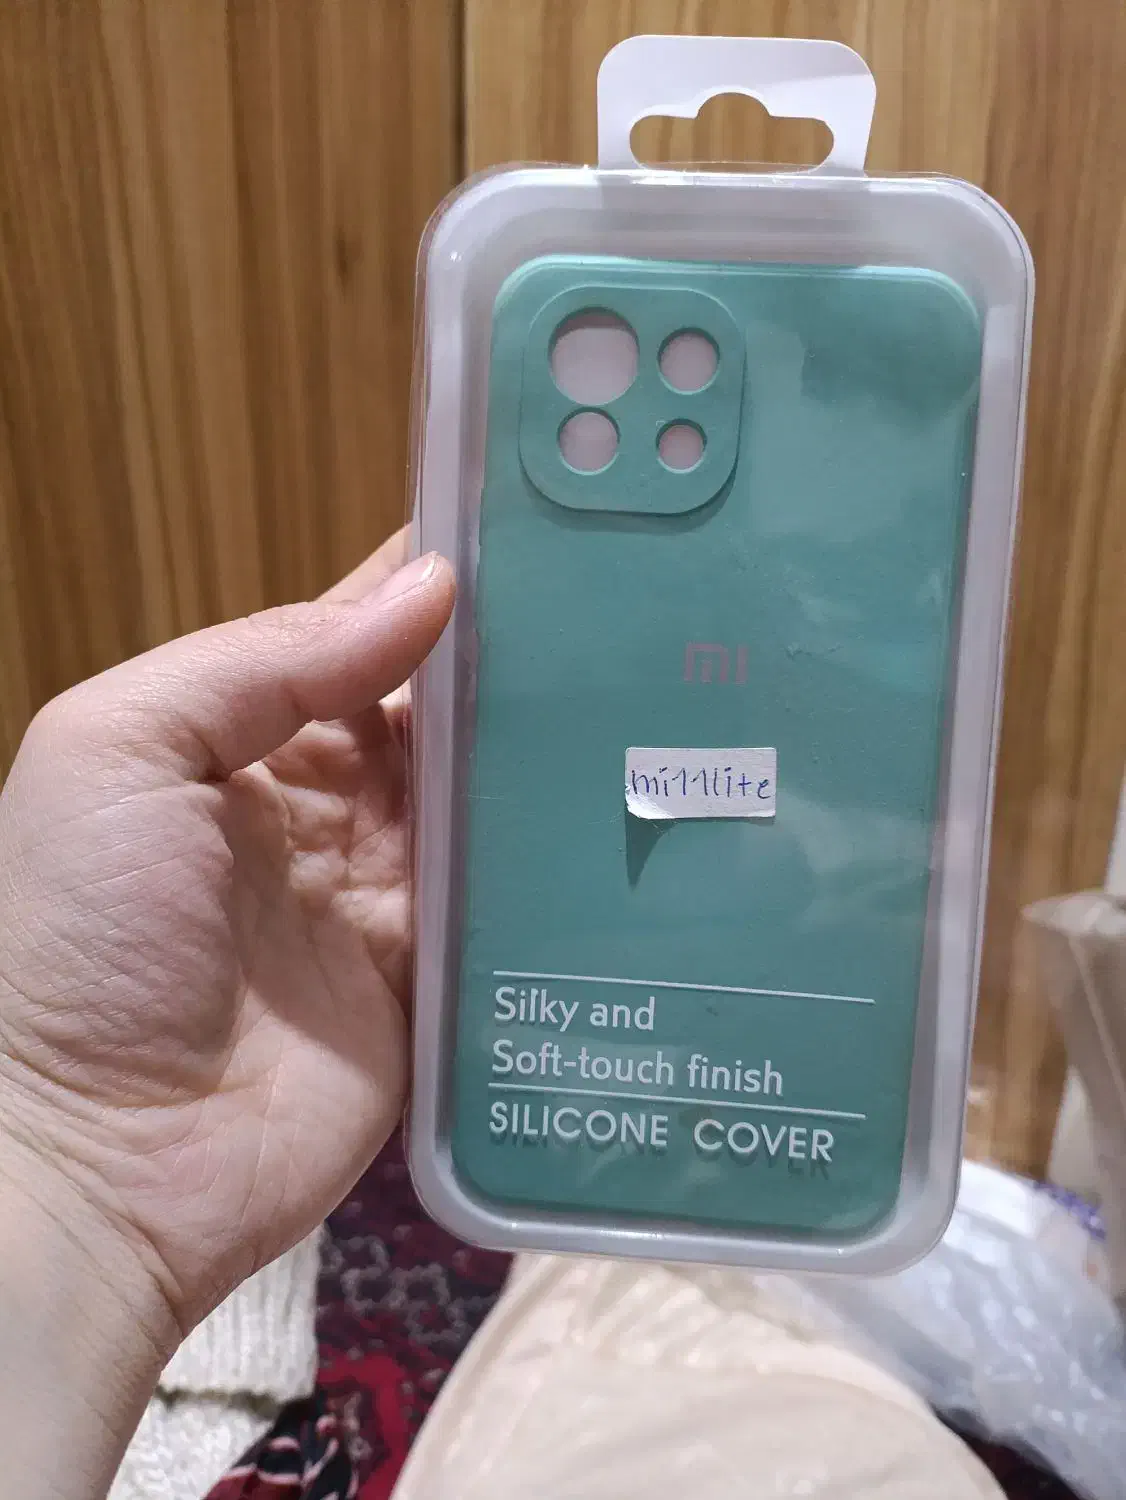 mi
mi11lite
Silky and
Soft-touch finish
SILICONE COVER